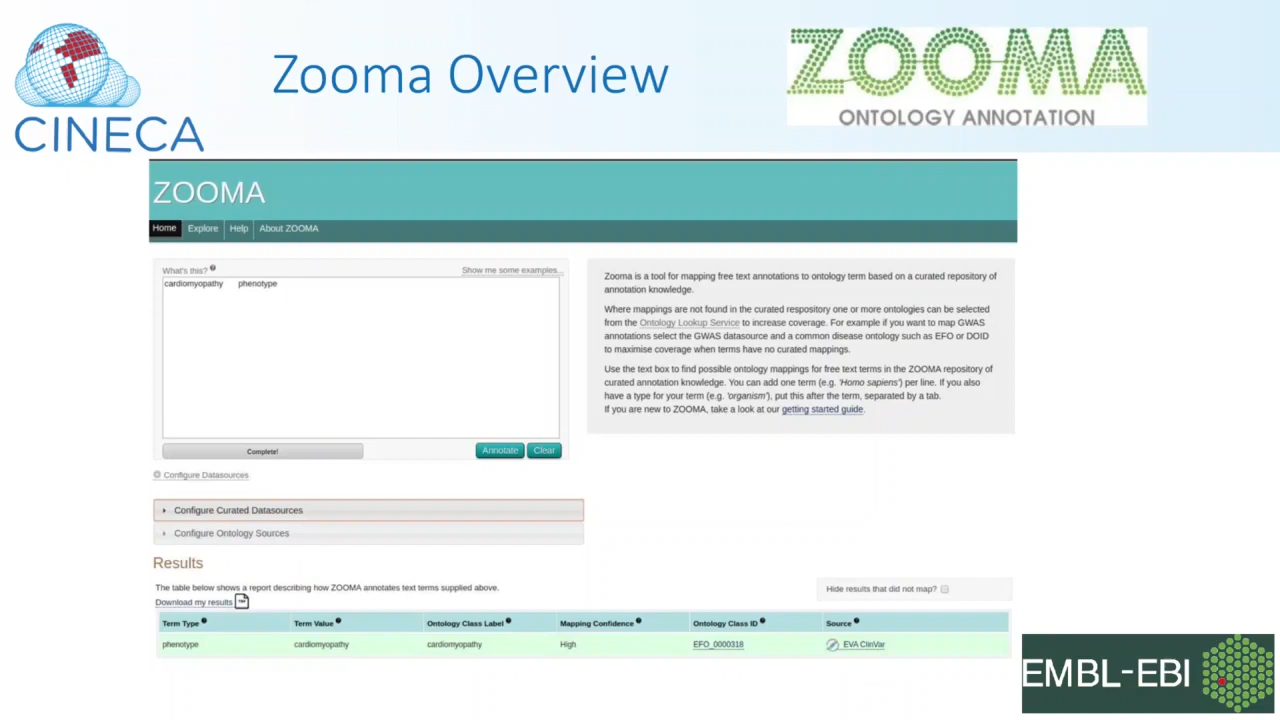 CINECA
Zooma Overview
ZOOMA
ONTOLOGY ANNOTATION
ZOOMA
Home Explore Help About ZOOMA
What's this? Show me some examples...
cardiomyopathy phenotype
Complete! Annotate Clear
Zooma is a tool for mapping free text annotations to ontology term based on a curated repository of
annotation knowledge.
Where mappings are not found in the curated respository one or more ontologies can be selected
from the Ontology Lookup Service to increase coverage. For example if you want to map GWAS
annotations select the GWAS datasource and a common disease ontology such as EFO or DOID
to maximise coverage when terms have no curated mappings.
Use the text box to find possible ontology mappings for free text terms in the ZOOMA repository of
curated annotation knowledge. You can add one term (e.g. 'Homo sapiens') per line. If you also
have a type for your term (e.g. 'organism'), put this after the term, separated by a tab.
If you are new to ZOOMA, take a look at our getting started guide.
Configure Datasources
Configure Curated Datasources
Configure Ontology Sources
Results
The table below shows a report describing how ZOOMA annotates text terms supplied above.
Hide results that did not map?
Download my results
Term Type Term Value Ontology Class Label Mapping Confidence Ontology Class ID Source
phenotype cardiomyopathy cardiomyopathy High EFO_0000318 EVA ClinVar
EMBL-EBI